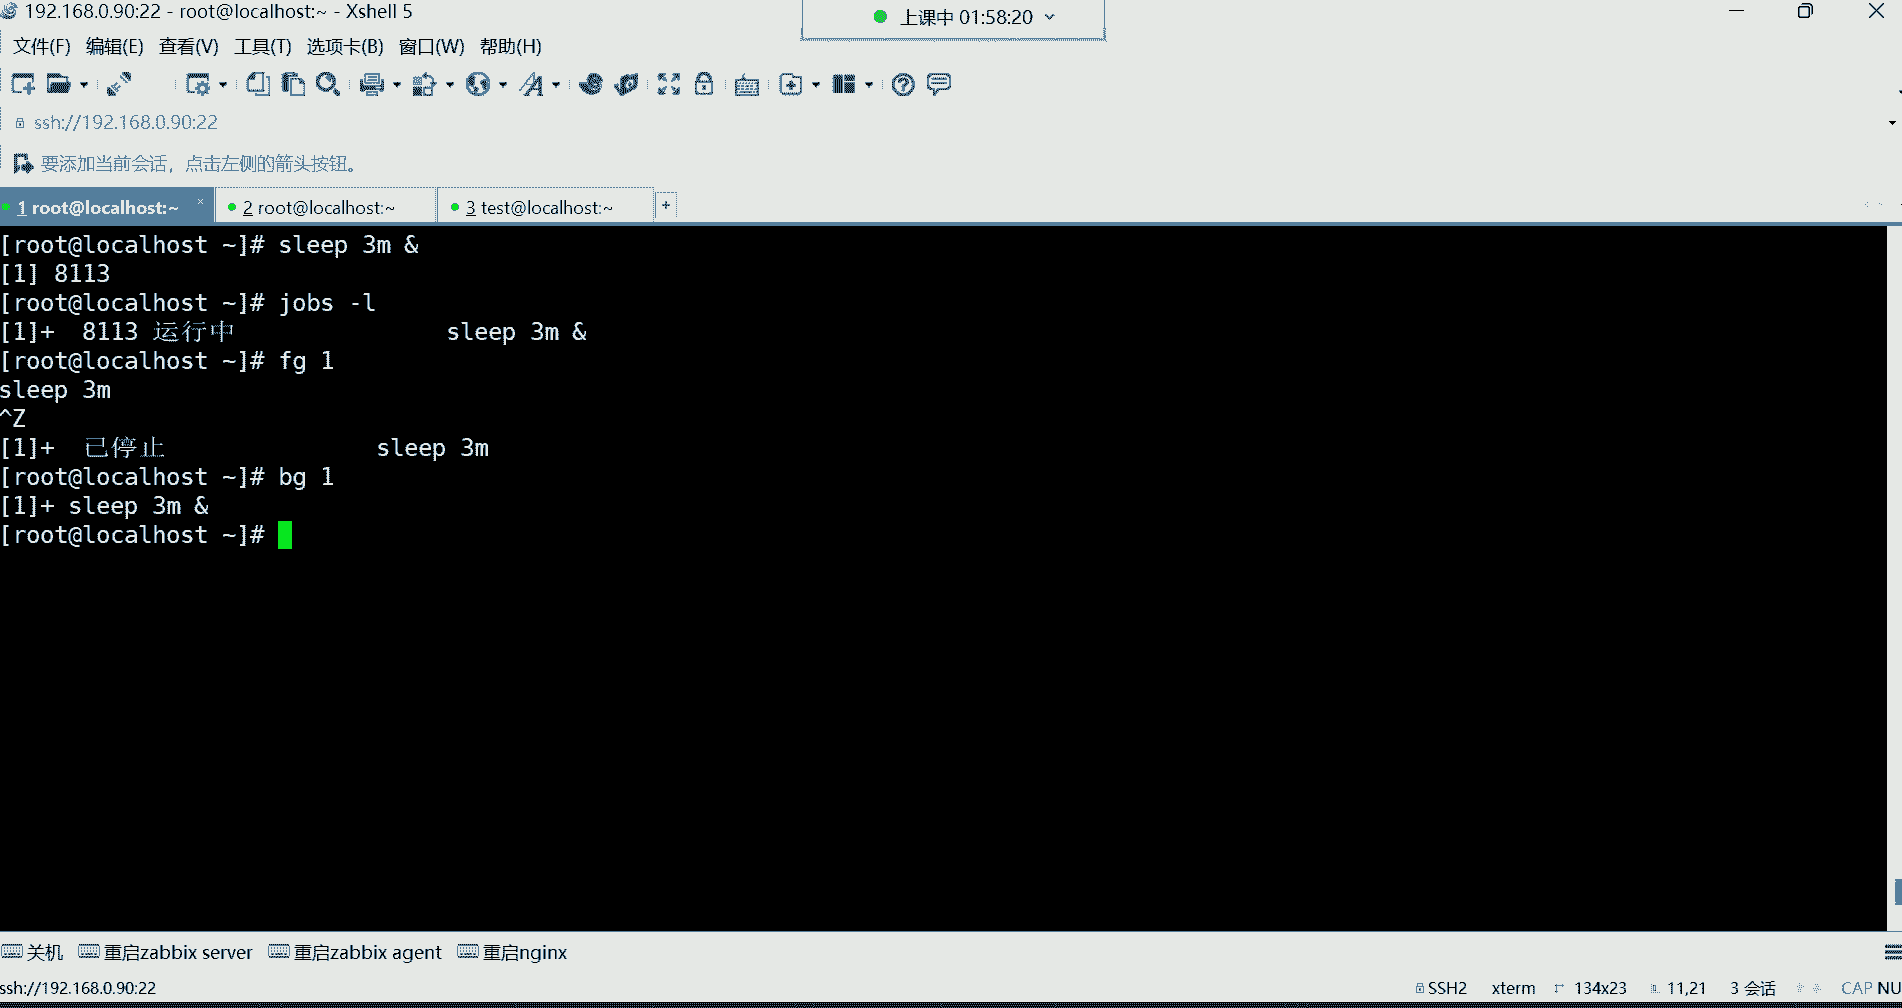 192.168.0.90:22 - root@localhost:~ - Xshell 5
上课中 01:58:20
文件(F) 编辑(E) 查看(V) 工具(T) 选项卡(B) 窗口(W) 帮助(H)
ssh://192.168.0.90:22
要添加当前会话，点击左侧的箭头按钮。
1 root@localhost:~ × 2 root@localhost:~ 3 test@localhost:~ +
[root@localhost ~]# sleep 3m &
[1] 8113
[root@localhost ~]# jobs -l
[1]+  8113 运行中               sleep 3m &
[root@localhost ~]# fg 1
sleep 3m
^Z
[1]+  已停止               sleep 3m
[root@localhost ~]# bg 1
[1]+ sleep 3m &
[root@localhost ~]#
关机 重启zabbix server 重启zabbix agent 重启nginx
ssh://192.168.0.90:22 SSH2 xterm 134x23 11,21 3 会话 CAP NU